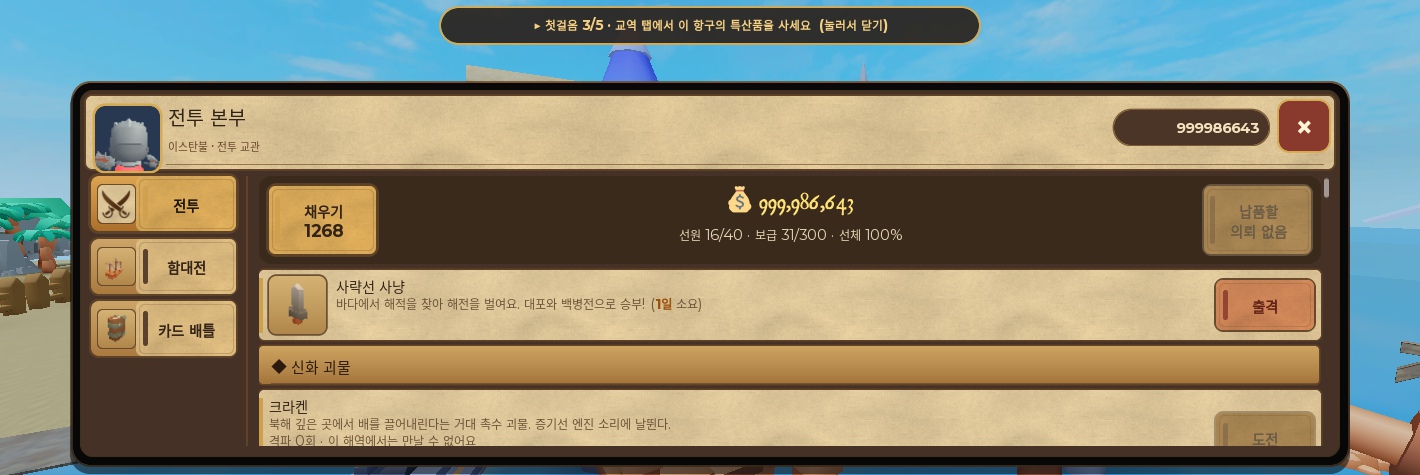 ▸ 첫걸음 3/5 · 교역 탭에서 이 항구의 특산품을 사세요 (눌러서 닫기)
전투 본부
이스탄불 · 전투 교관
999986643
×
전투
함대전
카드 배틀
채우기
1268
999,986,643
선원 16/40 · 보급 31/300 · 선체 100%
납품할
의뢰 없음
사략선 사냥
바다에서 해적을 찾아 해전을 벌여요. 대포와 백병전으로 승부! (1일 소요)
출격
◆ 신화 괴물
크라켄
북해 깊은 곳에서 배를 끌어내린다는 거대 촉수 괴물. 증기선 엔진 소리에 날뛴다.
격파 0회 · 이 해역에서는 만날 수 없어요
도전